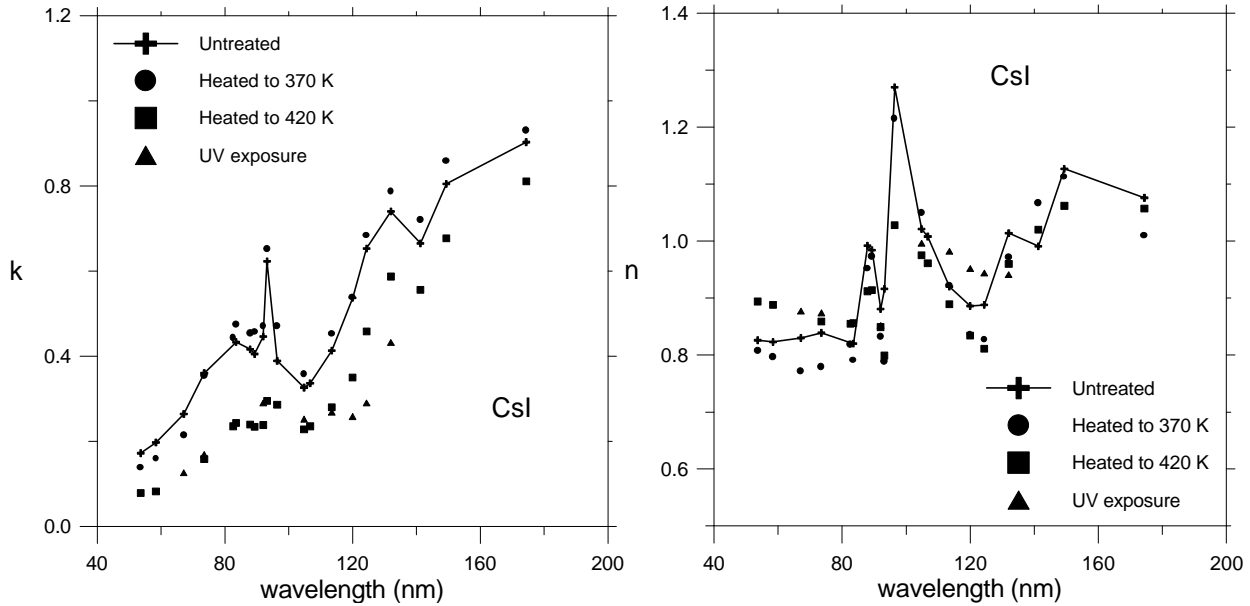 1.2
Untreated
Heated to 370 K
Heated to 420 K
UV exposure
0.8
k
0.4
CsI
0.0
40 80 120 160 200
wavelength (nm)
1.4
CsI
1.2
1.0
n
0.8
Untreated
Heated to 370 K
0.6
Heated to 420 K
UV exposure
40 80 120 160 200
wavelength (nm)